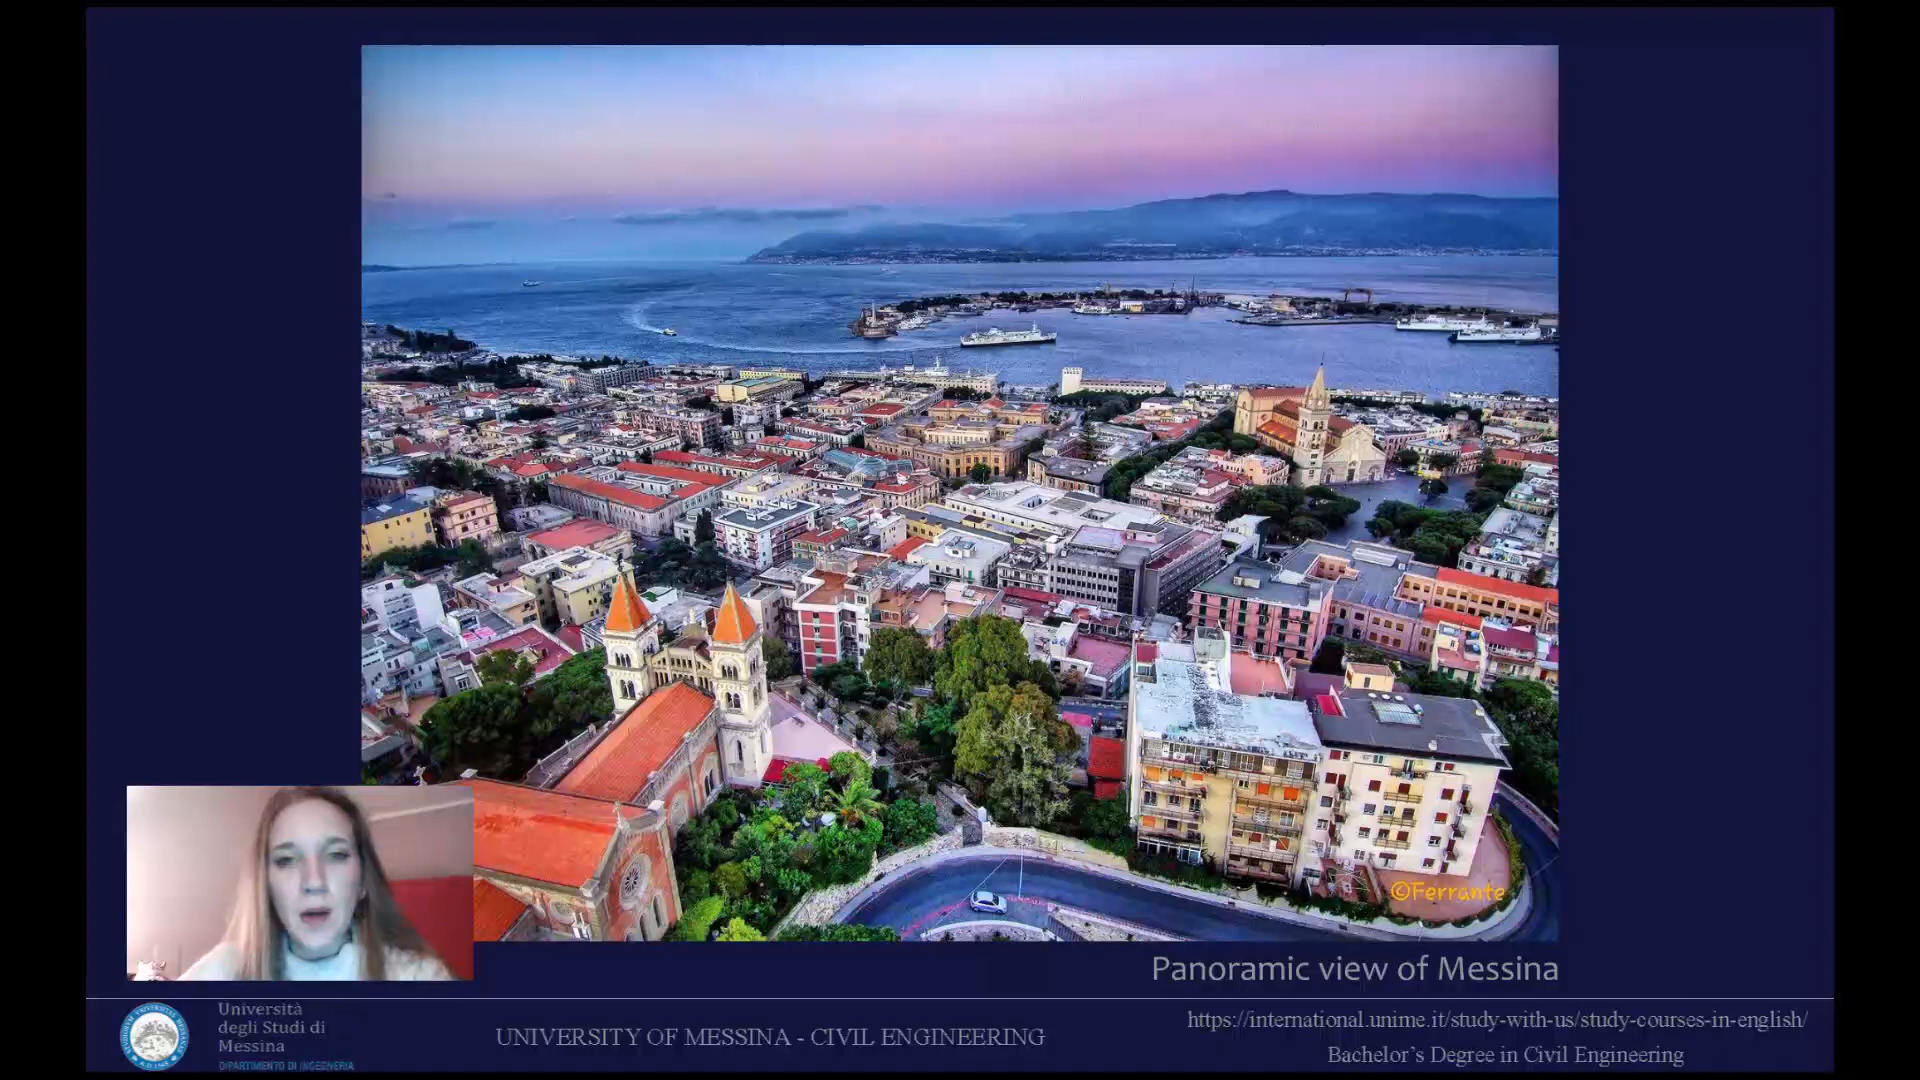 ©Ferrante
Panoramic view of Messina
Università
degli Studi di
Messina
DIPARTIMENTO DI INGEGNERIA
UNIVERSITY OF MESSINA - CIVIL ENGINEERING
https://international.unime.it/study-with-us/study-courses-in-english/
Bachelor's Degree in Civil Engineering